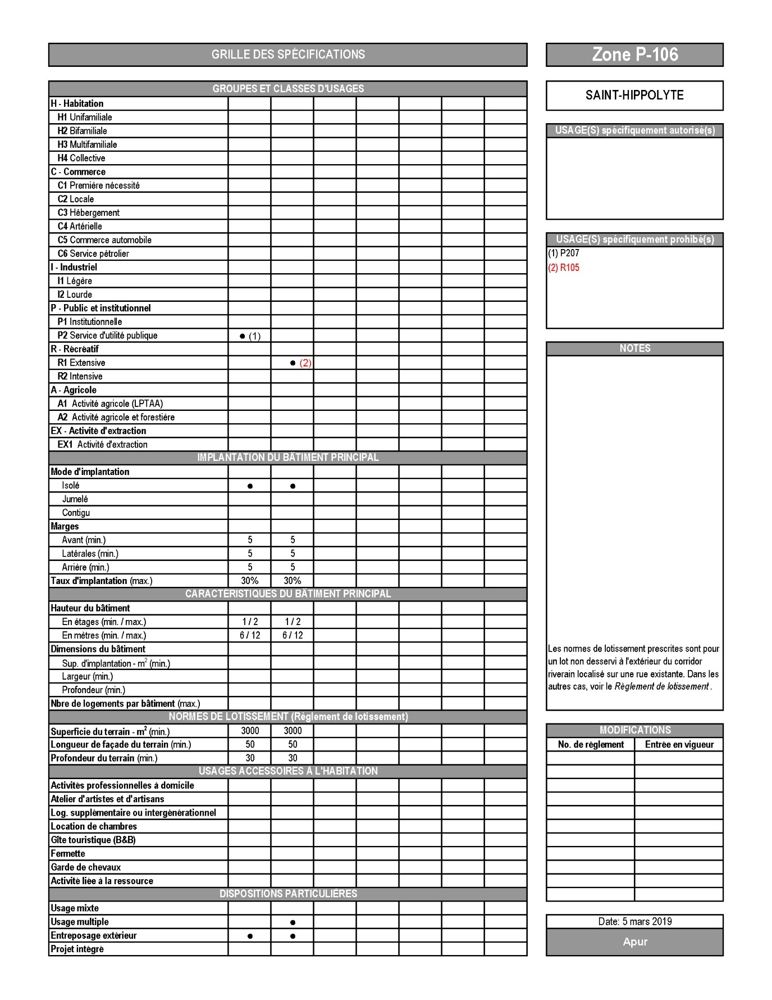 GRILLE DES SPÉCIFICATIONS
Zone P-106
GROUPES ET CLASSES D'USAGES
H - Habitation
H1 Unifamiliale
H2 Bifamiliale
H3 Multifamiliale
H4 Collective
C - Commerce
C1 Première nécessité
C2 Locale
C3 Hébergement
C4 Artérielle
C5 Commerce automobile
C6 Service pétrolier
I - Industriel
I1 Légère
I2 Lourde
P - Public et institutionnel
P1 Institutionnelle
P2 Service d'utilité publique ● (1)
R - Récréatif
R1 Extensive ● (2)
R2 Intensive
A - Agricole
A1 Activité agricole (LPTAA)
A2 Activité agricole et forestière
EX - Activité d'extraction
EX1 Activité d'extraction
IMPLANTATION DU BÂTIMENT PRINCIPAL
Mode d'implantation
Isolé ● ●
Jumelé
Contigu
Marges
Avant (min.) 5 5
Latérales (min.) 5 5
Arrière (min.) 5 5
Taux d'implantation (max.) 30% 30%
CARACTÉRISTIQUES DU BÂTIMENT PRINCIPAL
Hauteur du bâtiment
En étages (min. / max.) 1 / 2 1 / 2
En mètres (min. / max.) 6 / 12 6 / 12
Dimensions du bâtiment
Sup. d'implantation - m² (min.)
Largeur (min.)
Profondeur (min.)
Nbre de logements par bâtiment (max.)
NORMES DE LOTISSEMENT (Règlement de lotissement)
Superficie du terrain - m² (min.) 3000 3000
Longueur de façade du terrain (min.) 50 50
Profondeur du terrain (min.) 30 30
USAGES ACCESSOIRES À L'HABITATION
Activités professionnelles à domicile
Atelier d'artistes et d'artisans
Log. supplémentaire ou intergénérationnel
Location de chambres
Gîte touristique (B&B)
Fermette
Garde de chevaux
Activité liée à la ressource
DISPOSITIONS PARTICULIÈRES
Usage mixte
Usage multiple ●
Entreposage extérieur ● ●
Projet intégré
SAINT-HIPPOLYTE
USAGE(S) spécifiquement autorisé(s)
USAGE(S) spécifiquement prohibé(s)
(1) P207
(2) R105
NOTES
Les normes de lotissement prescrites sont pour
un lot non desservi à l'extérieur du corridor
riverain localisé sur une rue existante. Dans les
autres cas, voir le Règlement de lotissement .
MODIFICATIONS
No. de règlement Entrée en vigueur
Date: 5 mars 2019
Apur